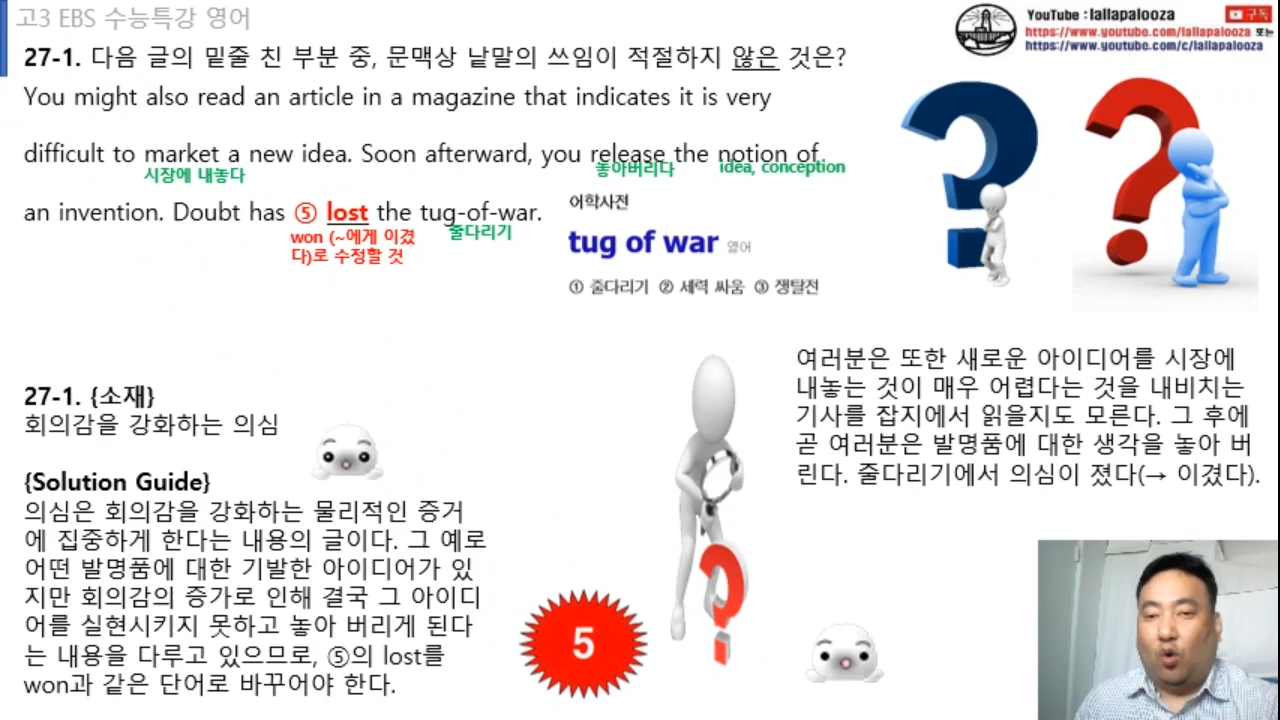 고3 EBS 수능특강 영어
YouTube : lallapalooza
구독
https://www.youtube.com/lallapalooza 또는
https://www.youtube.com/c/lallapalooza
27-1. 다음 글의 밑줄 친 부분 중, 문맥상 낱말의 쓰임이 적절하지 않은 것은?
You might also read an article in a magazine that indicates it is very
difficult to market a new idea. Soon afterward, you release the notion of
시장에 내놓다
놓아버리다
idea, conception
an invention. Doubt has ⑤ lost the tug-of-war.
won (~에게 이겼
다)로 수정할 것
줄다리기
어학사전
tug of war 영어
① 줄다리기 ② 세력 싸움 ③ 쟁탈전
27-1. {소재}
회의감을 강화하는 의심
{Solution Guide}
의심은 회의감을 강화하는 물리적인 증거
에 집중하게 한다는 내용의 글이다. 그 예로
어떤 발명품에 대한 기발한 아이디어가 있
지만 회의감의 증가로 인해 결국 그 아이디
어를 실현시키지 못하고 놓아 버리게 된다
는 내용을 다루고 있으므로, ⑤의 lost를
won과 같은 단어로 바꾸어야 한다.
5
여러분은 또한 새로운 아이디어를 시장에
내놓는 것이 매우 어렵다는 것을 내비치는
기사를 잡지에서 읽을지도 모른다. 그 후에
곧 여러분은 발명품에 대한 생각을 놓아 버
린다. 줄다리기에서 의심이 졌다(→ 이겼다).